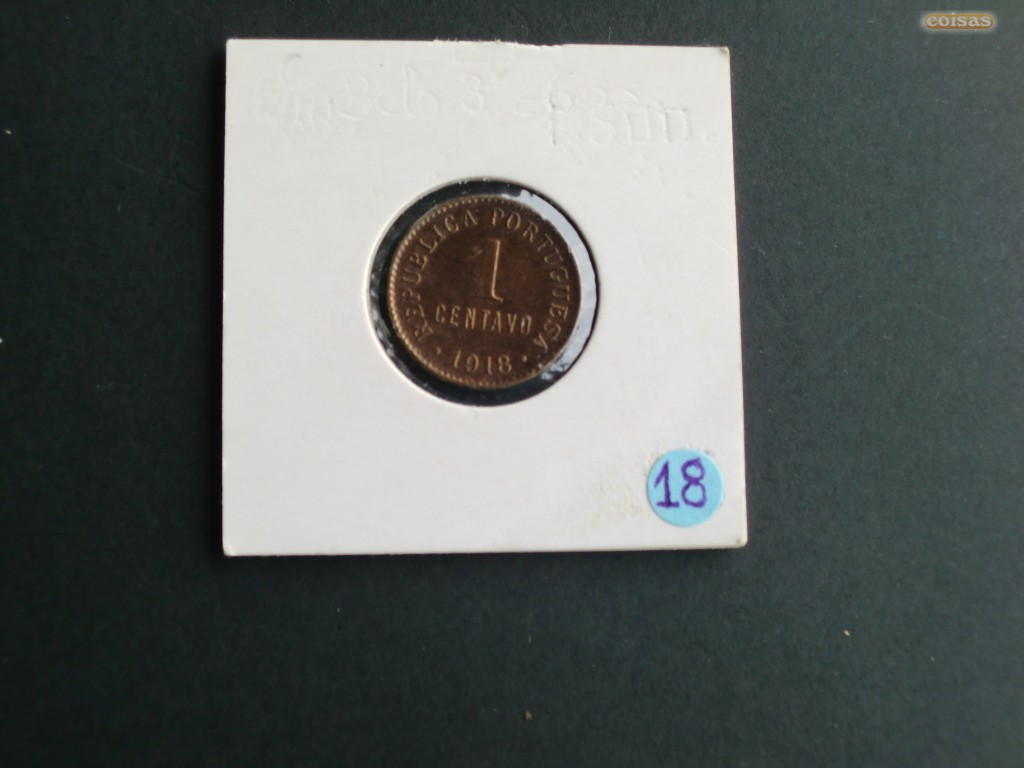 coisas
REPUBLICA PORTUGUESA
1
CENTAVO
· 1918 ·
18